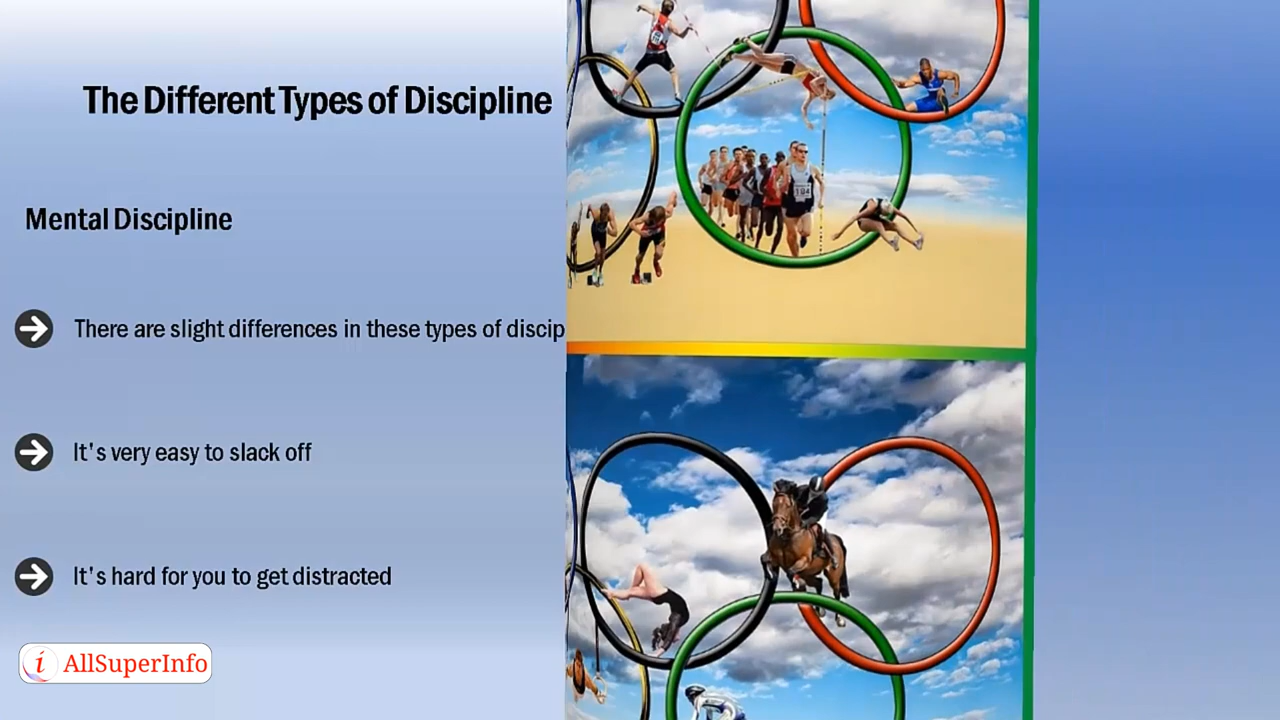 The Different Types of Discipline
Mental Discipline
There are slight differences in these types of discip
It's very easy to slack off
It's hard for you to get distracted
i AllSuperInfo